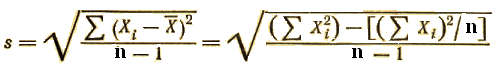 s = √( ∑ (Xᵢ − X̅)² / n − 1 ) = √( (∑ Xᵢ²) − [(∑ Xᵢ)²/n] / n − 1 )